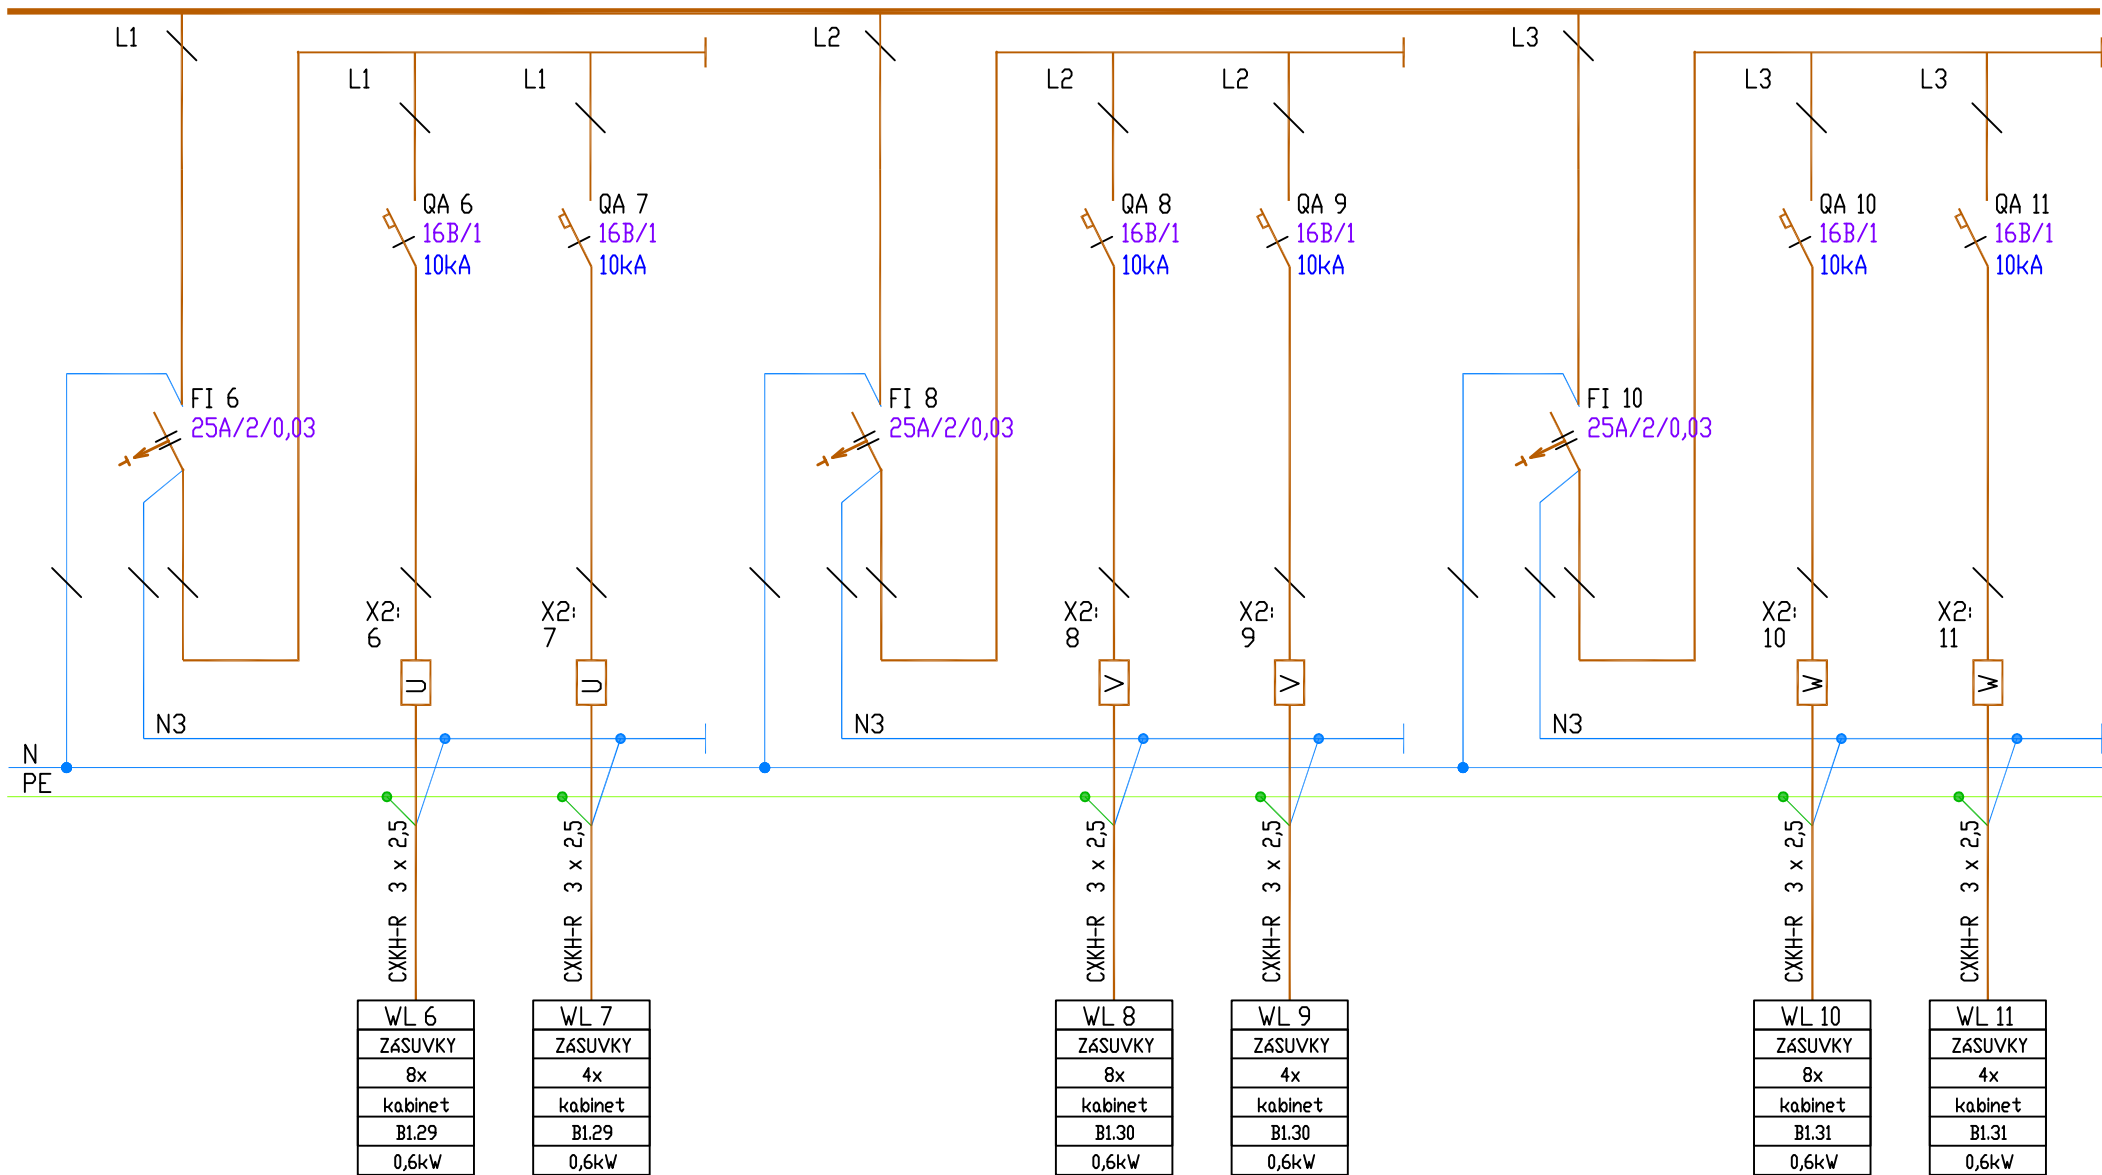 L1
L2
L3
L1
L1
L2
L2
L3
L3
QA 6
16B/1
10kA
QA 7
16B/1
10kA
QA 8
16B/1
10kA
QA 9
16B/1
10kA
QA 10
16B/1
10kA
QA 11
16B/1
10kA
FI 6
25A/2/0,03
FI 8
25A/2/0,03
FI 10
25A/2/0,03
X2:
6
X2:
7
X2:
8
X2:
9
X2:
10
X2:
11
U
U
V
V
W
W
N3
N3
N3
N
PE
CXKH-R 3 x 2,5
CXKH-R 3 x 2,5
CXKH-R 3 x 2,5
CXKH-R 3 x 2,5
CXKH-R 3 x 2,5
CXKH-R 3 x 2,5
WL 6
ZÁSUVKY
8x
kabinet
B1.29
0,6kW
WL 7
ZÁSUVKY
4x
kabinet
B1.29
0,6kW
WL 8
ZÁSUVKY
8x
kabinet
B1.30
0,6kW
WL 9
ZÁSUVKY
4x
kabinet
B1.30
0,6kW
WL 10
ZÁSUVKY
8x
kabinet
B1.31
0,6kW
WL 11
ZÁSUVKY
4x
kabinet
B1.31
0,6kW